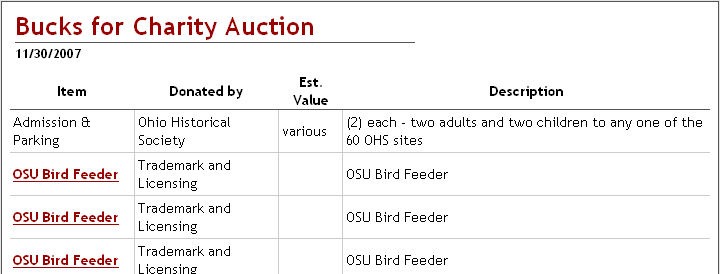 Bucks for Charity Auction
11/30/2007
Item Donated by Est. Value Description
Admission & Parking Ohio Historical Society various (2) each - two adults and two children to any one of the 60 OHS sites
OSU Bird Feeder Trademark and Licensing OSU Bird Feeder
OSU Bird Feeder Trademark and Licensing OSU Bird Feeder
OSU Bird Feeder Trademark and Licensing OSU Bird Feeder